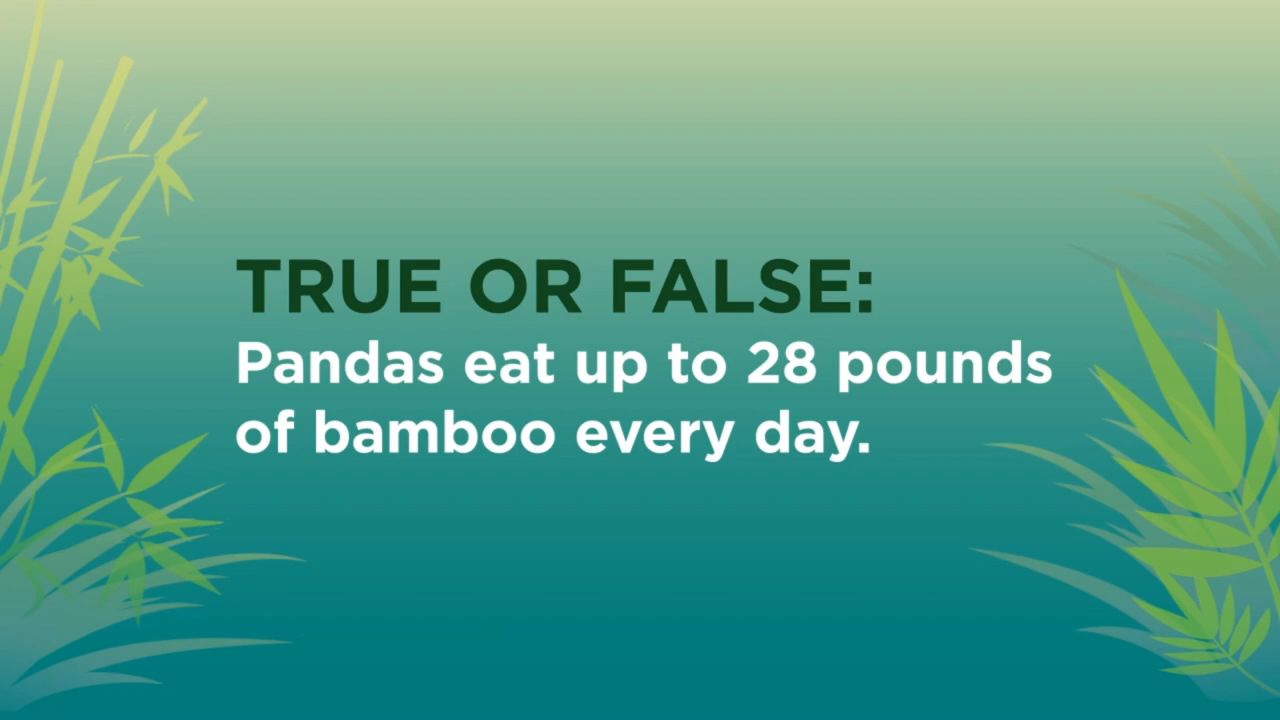 TRUE OR FALSE:
Pandas eat up to 28 pounds
of bamboo every day.